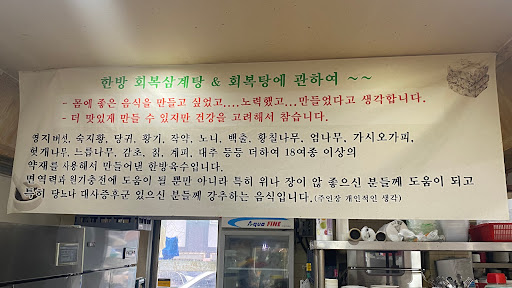 한방 회복삼계탕 & 회복탕에 관하여 ~~
- 몸에 좋은 음식을 만들고 싶었고....노력했고...만들었다고 생각합니다.
- 더 맛있게 만들 수 있지만 건강을 고려해서 참습니다.
영지버섯, 숙지황, 당귀, 황기, 작약, 노니, 백출, 황칠나무, 엄나무, 가시오가피,
헛개나무, 느릅나무, 감초, 칡, 계피, 대추 등등 더하여 18여종 이상의
약재를 사용해서 만들어낸 한방육수입니다.
면역력과 원기충전에 도움이 될 뿐만 아니라 특히 위나 장이 않 좋으신 분들께 도움이 되고
특히 당뇨나 대사증후군 있으신 분들께 강추하는 음식입니다.(주인장 개인적인 생각)
Aqua FINE